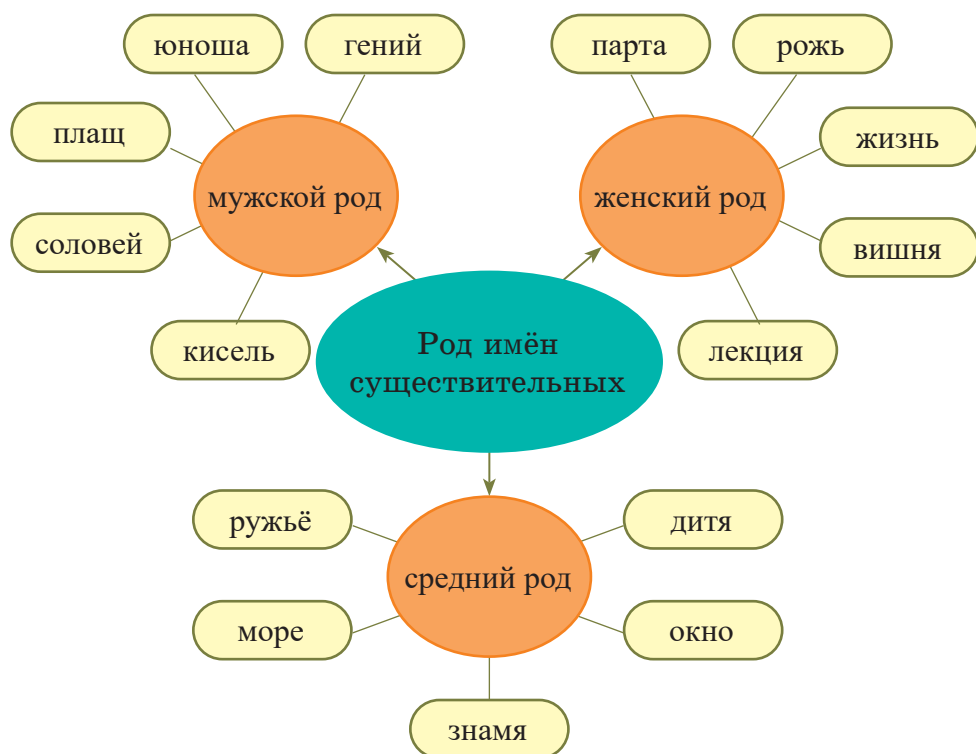 юноша
гений
парта
рожь
плащ
жизнь
мужской род
женский род
соловей
вишня
кисель
лекция
Род имён
существительных
ружьё
дитя
средний род
море
окно
знамя